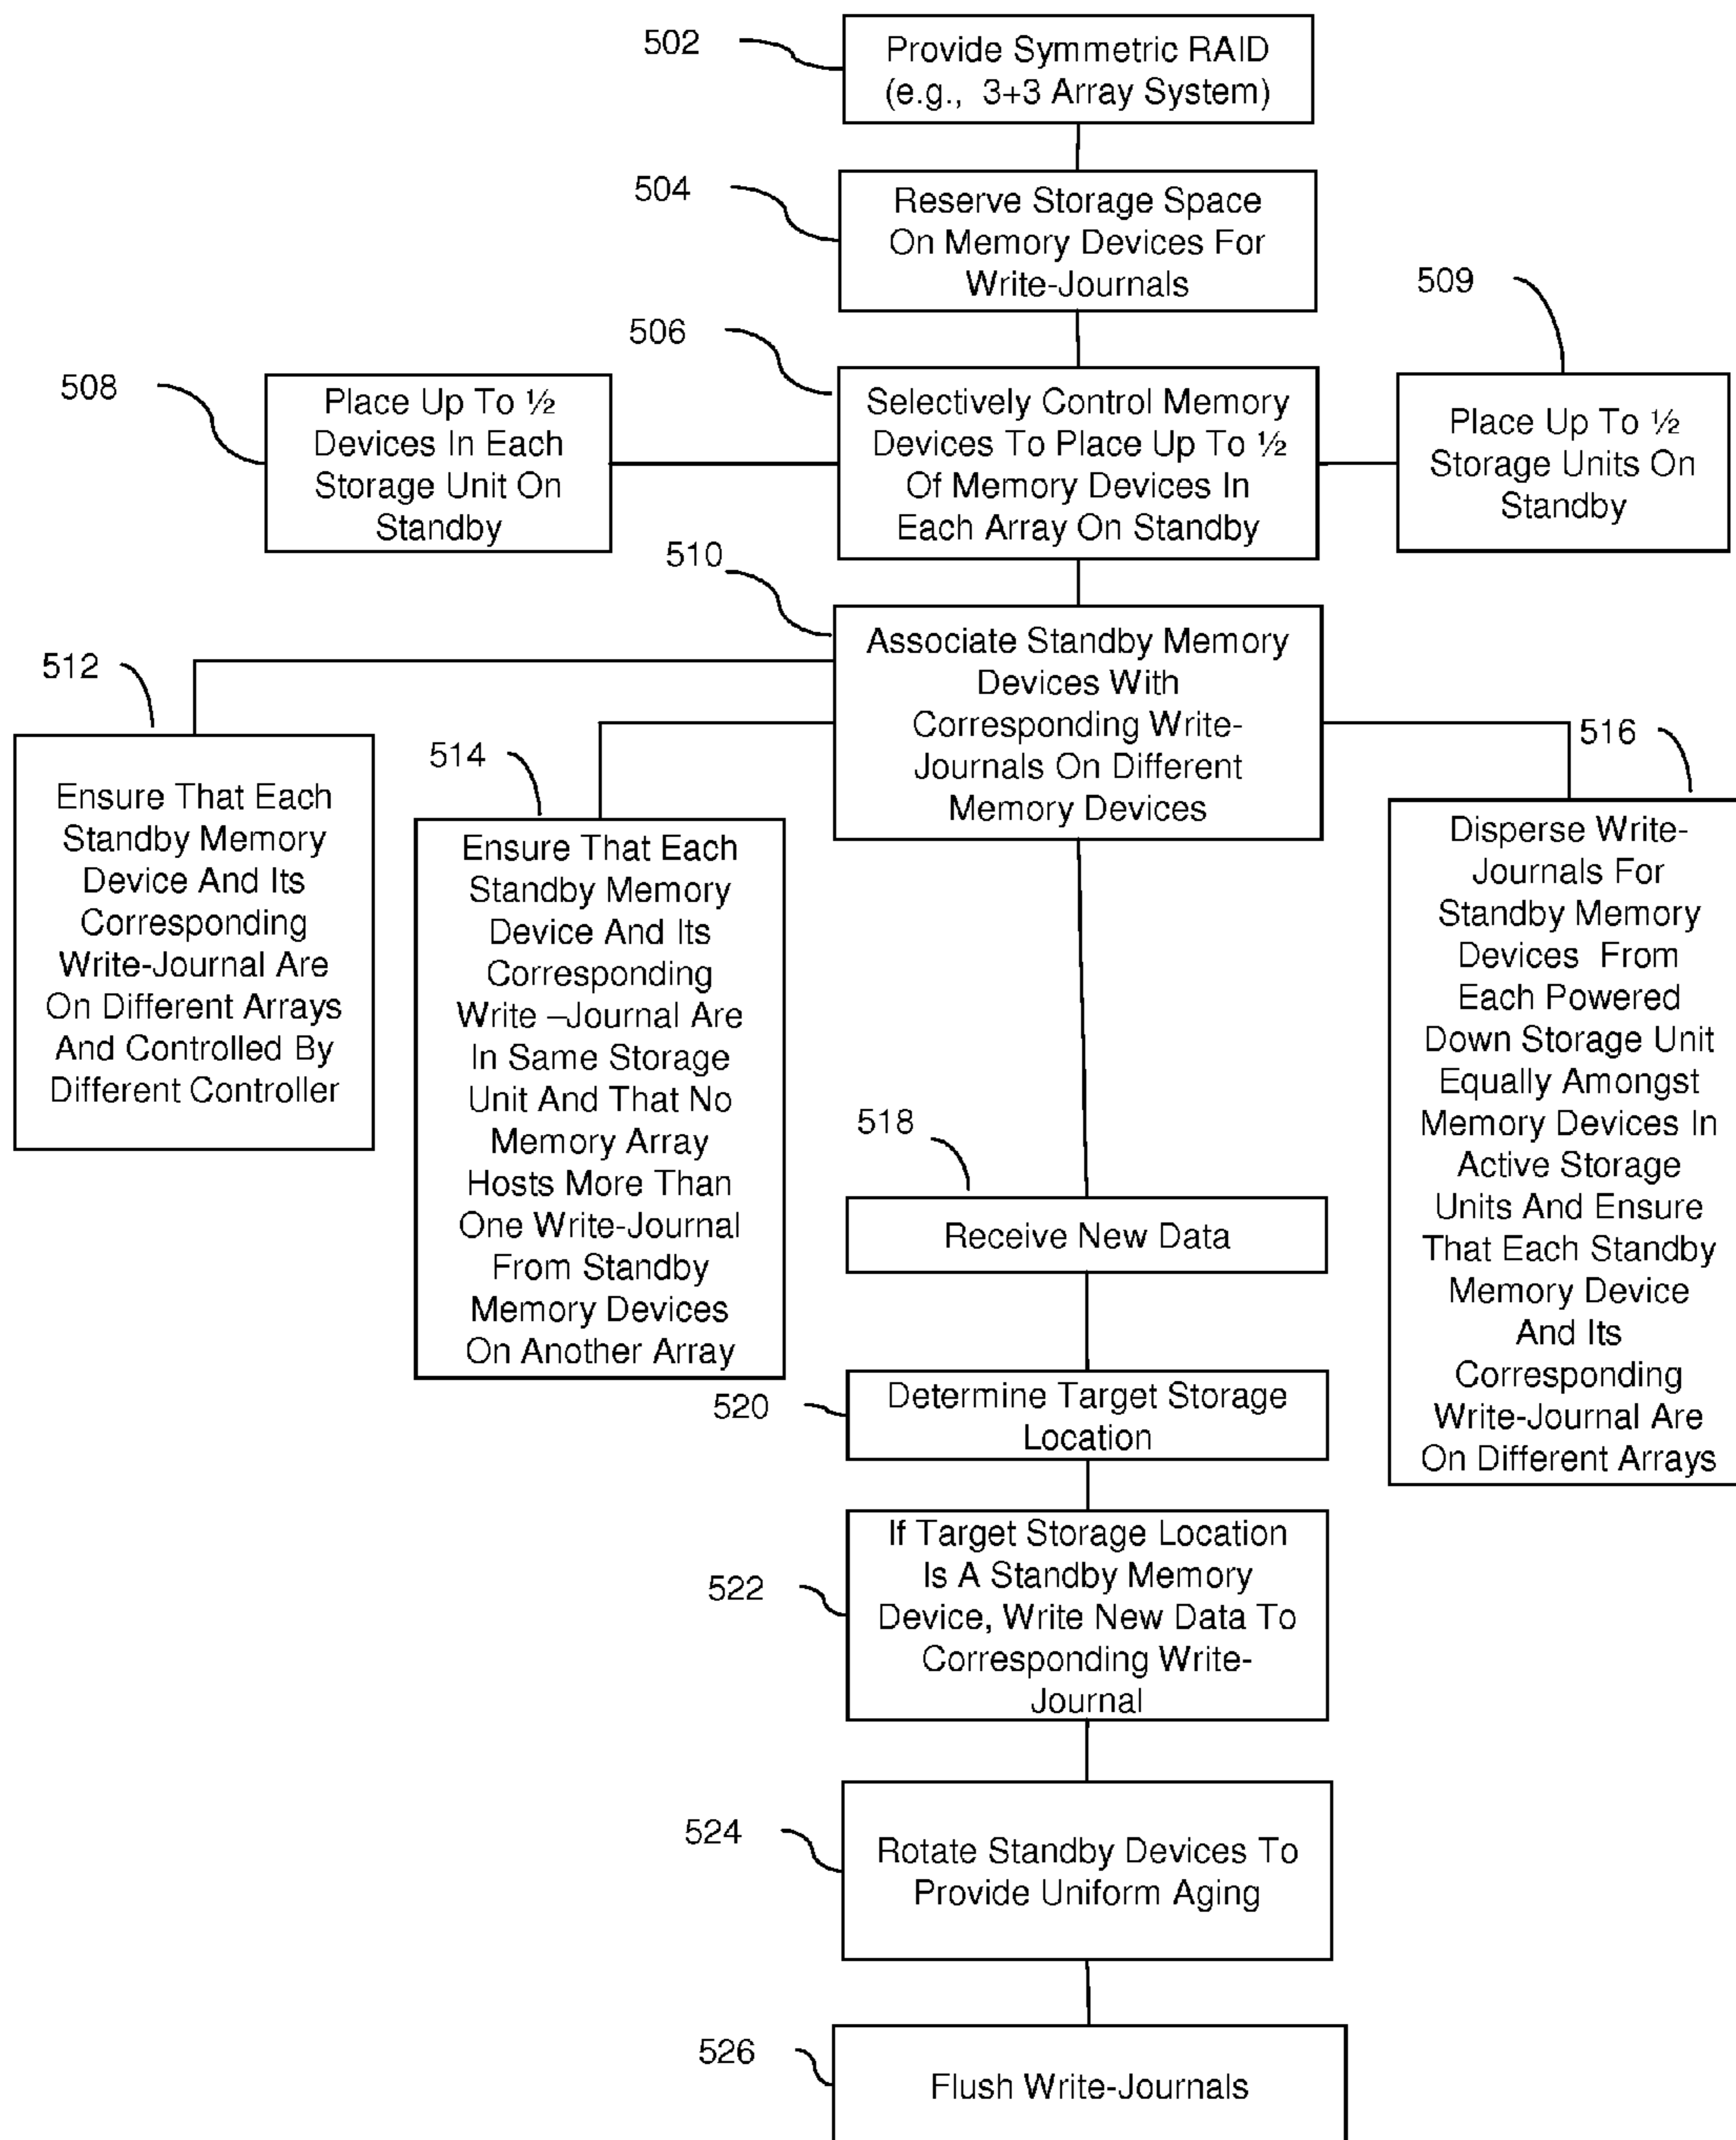 502
Provide Symmetric RAID
(e.g., 3+3 Array System)
504
Reserve Storage Space
On Memory Devices For
Write-Journals
506
Selectively Control Memory
Devices To Place Up To ½
Of Memory Devices In
Each Array On Standby
508
Place Up To ½
Devices In Each
Storage Unit On
Standby
509
Place Up To ½
Storage Units On
Standby
510
Associate Standby Memory
Devices With
Corresponding Write-
Journals On Different
Memory Devices
512
Ensure That Each
Standby Memory
Device And Its
Corresponding
Write-Journal Are
On Different Arrays
And Controlled By
Different Controller
514
Ensure That Each
Standby Memory
Device And Its
Corresponding
Write –Journal Are
In Same Storage
Unit And That No
Memory Array
Hosts More Than
One Write-Journal
From Standby
Memory Devices
On Another Array
516
Disperse Write-
Journals For
Standby Memory
Devices From
Each Powered
Down Storage Unit
Equally Amongst
Memory Devices In
Active Storage
Units And Ensure
That Each Standby
Memory Device
And Its
Corresponding
Write-Journal Are
On Different Arrays
518
Receive New Data
520
Determine Target Storage
Location
522
If Target Storage Location
Is A Standby Memory
Device, Write New Data To
Corresponding Write-
Journal
524
Rotate Standby Devices To
Provide Uniform Aging
526
Flush Write-Journals